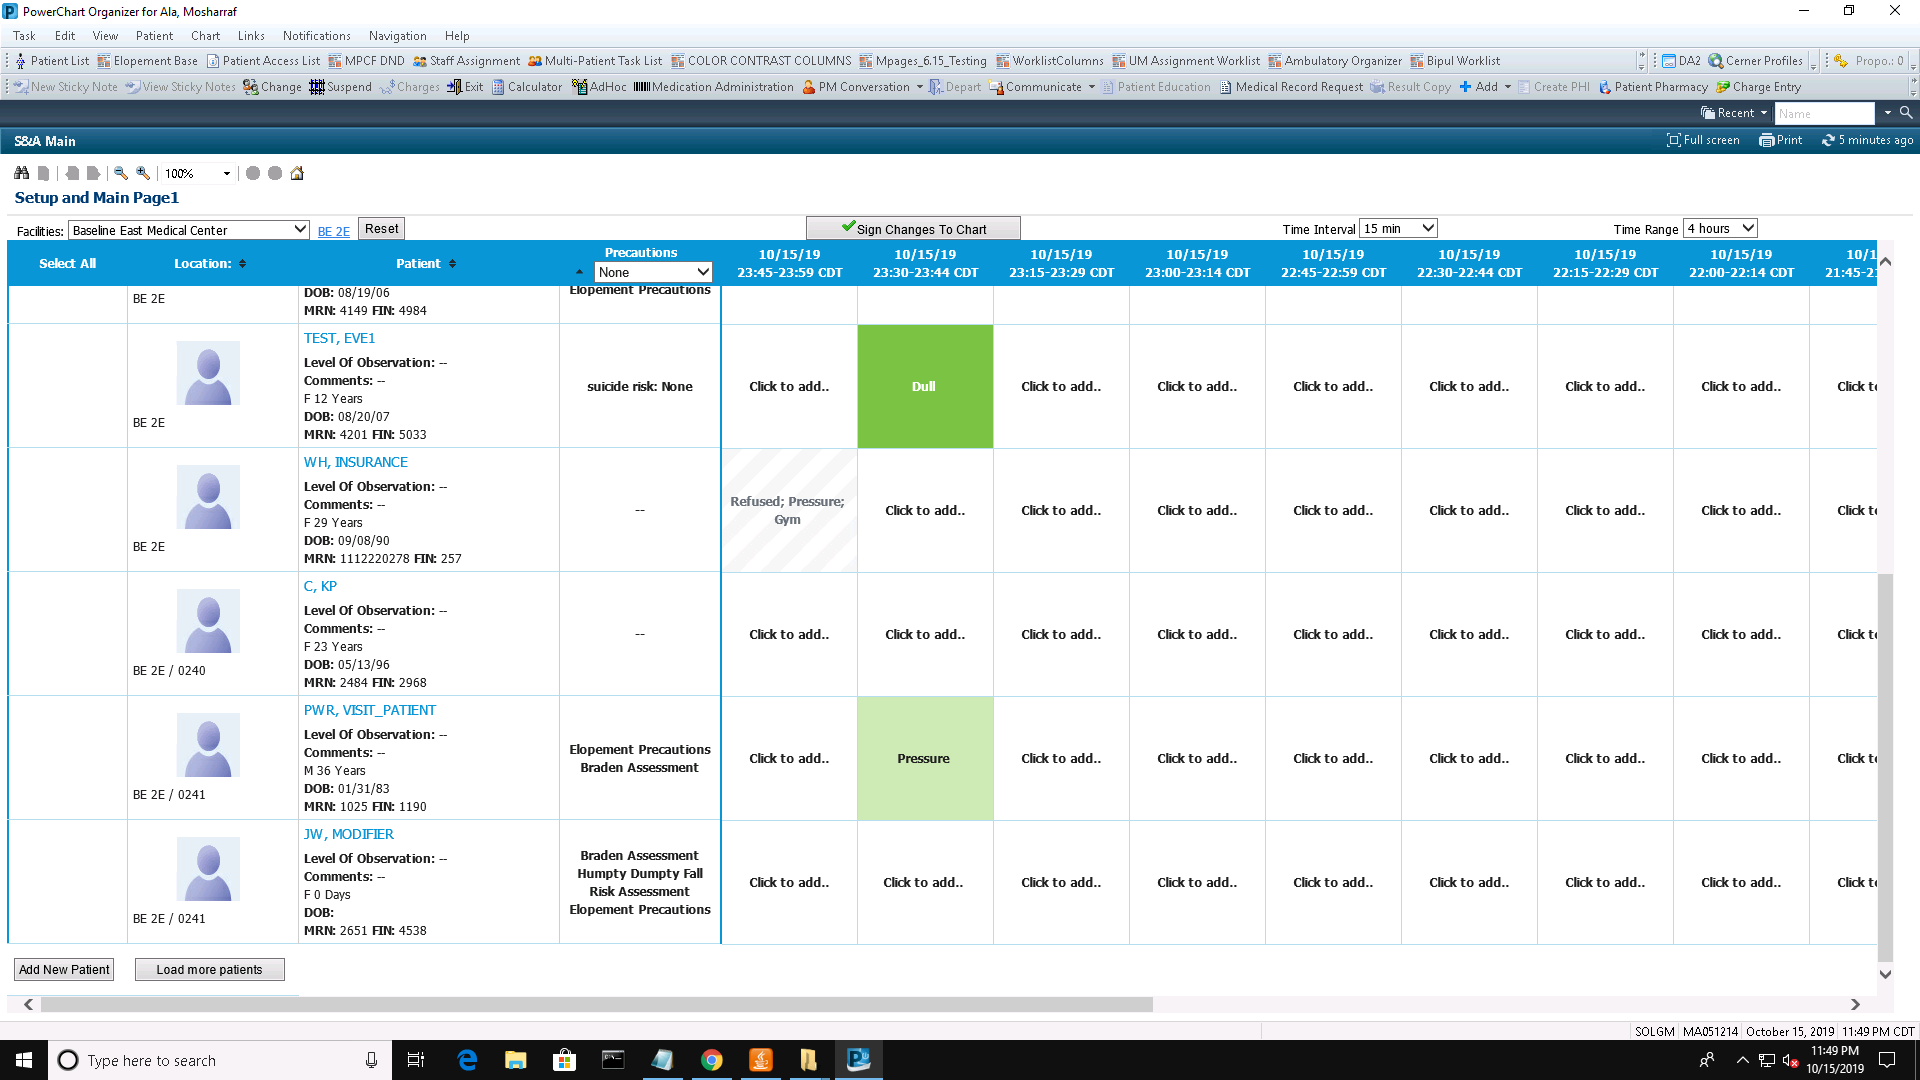 PowerChart Organizer for Ala, Mosharraf
Task Edit View Patient Chart Links Notifications Navigation Help
Patient List Elopement Base Patient Access List MPCF DND Staff Assignment Multi-Patient Task List COLOR CONTRAST COLUMNS Mpages_6.15_Testing WorklistColumns UM Assignment Worklist Ambulatory Organizer Bipul Worklist DA2 Cerner Profiles Propo.: 0
New Sticky Note View Sticky Notes Change Suspend Charges Exit Calculator AdHoc Medication Administration PM Conversation Depart Communicate Patient Education Medical Record Request Result Copy Add Create PHI Patient Pharmacy Charge Entry
Recent Name
S&A Main Full screen Print 5 minutes ago
100%
Setup and Main Page1
Facilities: Baseline East Medical Center BE 2E Reset Sign Changes To Chart Time Interval 15 min Time Range 4 hours
Select All Location: Patient Precautions None
10/15/19 10/15/19 10/15/19 10/15/19 10/15/19 10/15/19 10/15/19 10/15/19 10/1
23:45-23:59 CDT 23:30-23:44 CDT 23:15-23:29 CDT 23:00-23:14 CDT 22:45-22:59 CDT 22:30-22:44 CDT 22:15-22:29 CDT 22:00-22:14 CDT 21:45-2
BE 2E
DOB: 08/19/06
MRN: 4149 FIN: 4984
Elopement Precautions
BE 2E
TEST, EVE1
Level Of Observation: --
Comments: --
F 12 Years
DOB: 08/20/07
MRN: 4201 FIN: 5033
suicide risk: None
Click to add.. Dull Click to add.. Click to add.. Click to add.. Click to add.. Click to add.. Click to add.. Click t
BE 2E
WH, INSURANCE
Level Of Observation: --
Comments: --
F 29 Years
DOB: 09/08/90
MRN: 1112220278 FIN: 257
--
Refused; Pressure;
Gym
Click to add.. Click to add.. Click to add.. Click to add.. Click to add.. Click to add.. Click to add.. Click t
BE 2E / 0240
C, KP
Level Of Observation: --
Comments: --
F 23 Years
DOB: 05/13/96
MRN: 2484 FIN: 2968
--
Click to add.. Click to add.. Click to add.. Click to add.. Click to add.. Click to add.. Click to add.. Click to add.. Click t
BE 2E / 0241
PWR, VISIT_PATIENT
Level Of Observation: --
Comments: --
M 36 Years
DOB: 01/31/83
MRN: 1025 FIN: 1190
Elopement Precautions
Braden Assessment
Click to add.. Pressure Click to add.. Click to add.. Click to add.. Click to add.. Click to add.. Click to add.. Click t
BE 2E / 0241
JW, MODIFIER
Level Of Observation: --
Comments: --
F 0 Days
DOB:
MRN: 2651 FIN: 4538
Braden Assessment
Humpty Dumpty Fall
Risk Assessment
Elopement Precautions
Click to add.. Click to add.. Click to add.. Click to add.. Click to add.. Click to add.. Click to add.. Click to add.. Click t
Add New Patient Load more patients
SOLGM MA051214 October 15, 2019 11:49 PM CDT
Type here to search
11:49 PM
10/15/2019